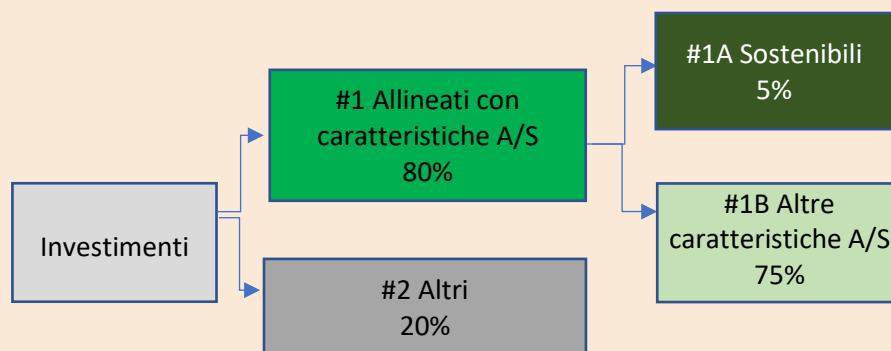 Investimenti
#1 Allineati con
caratteristiche A/S
80%
#2 Altri
20%
#1A Sostenibili
5%
#1B Altre
caratteristiche A/S
75%